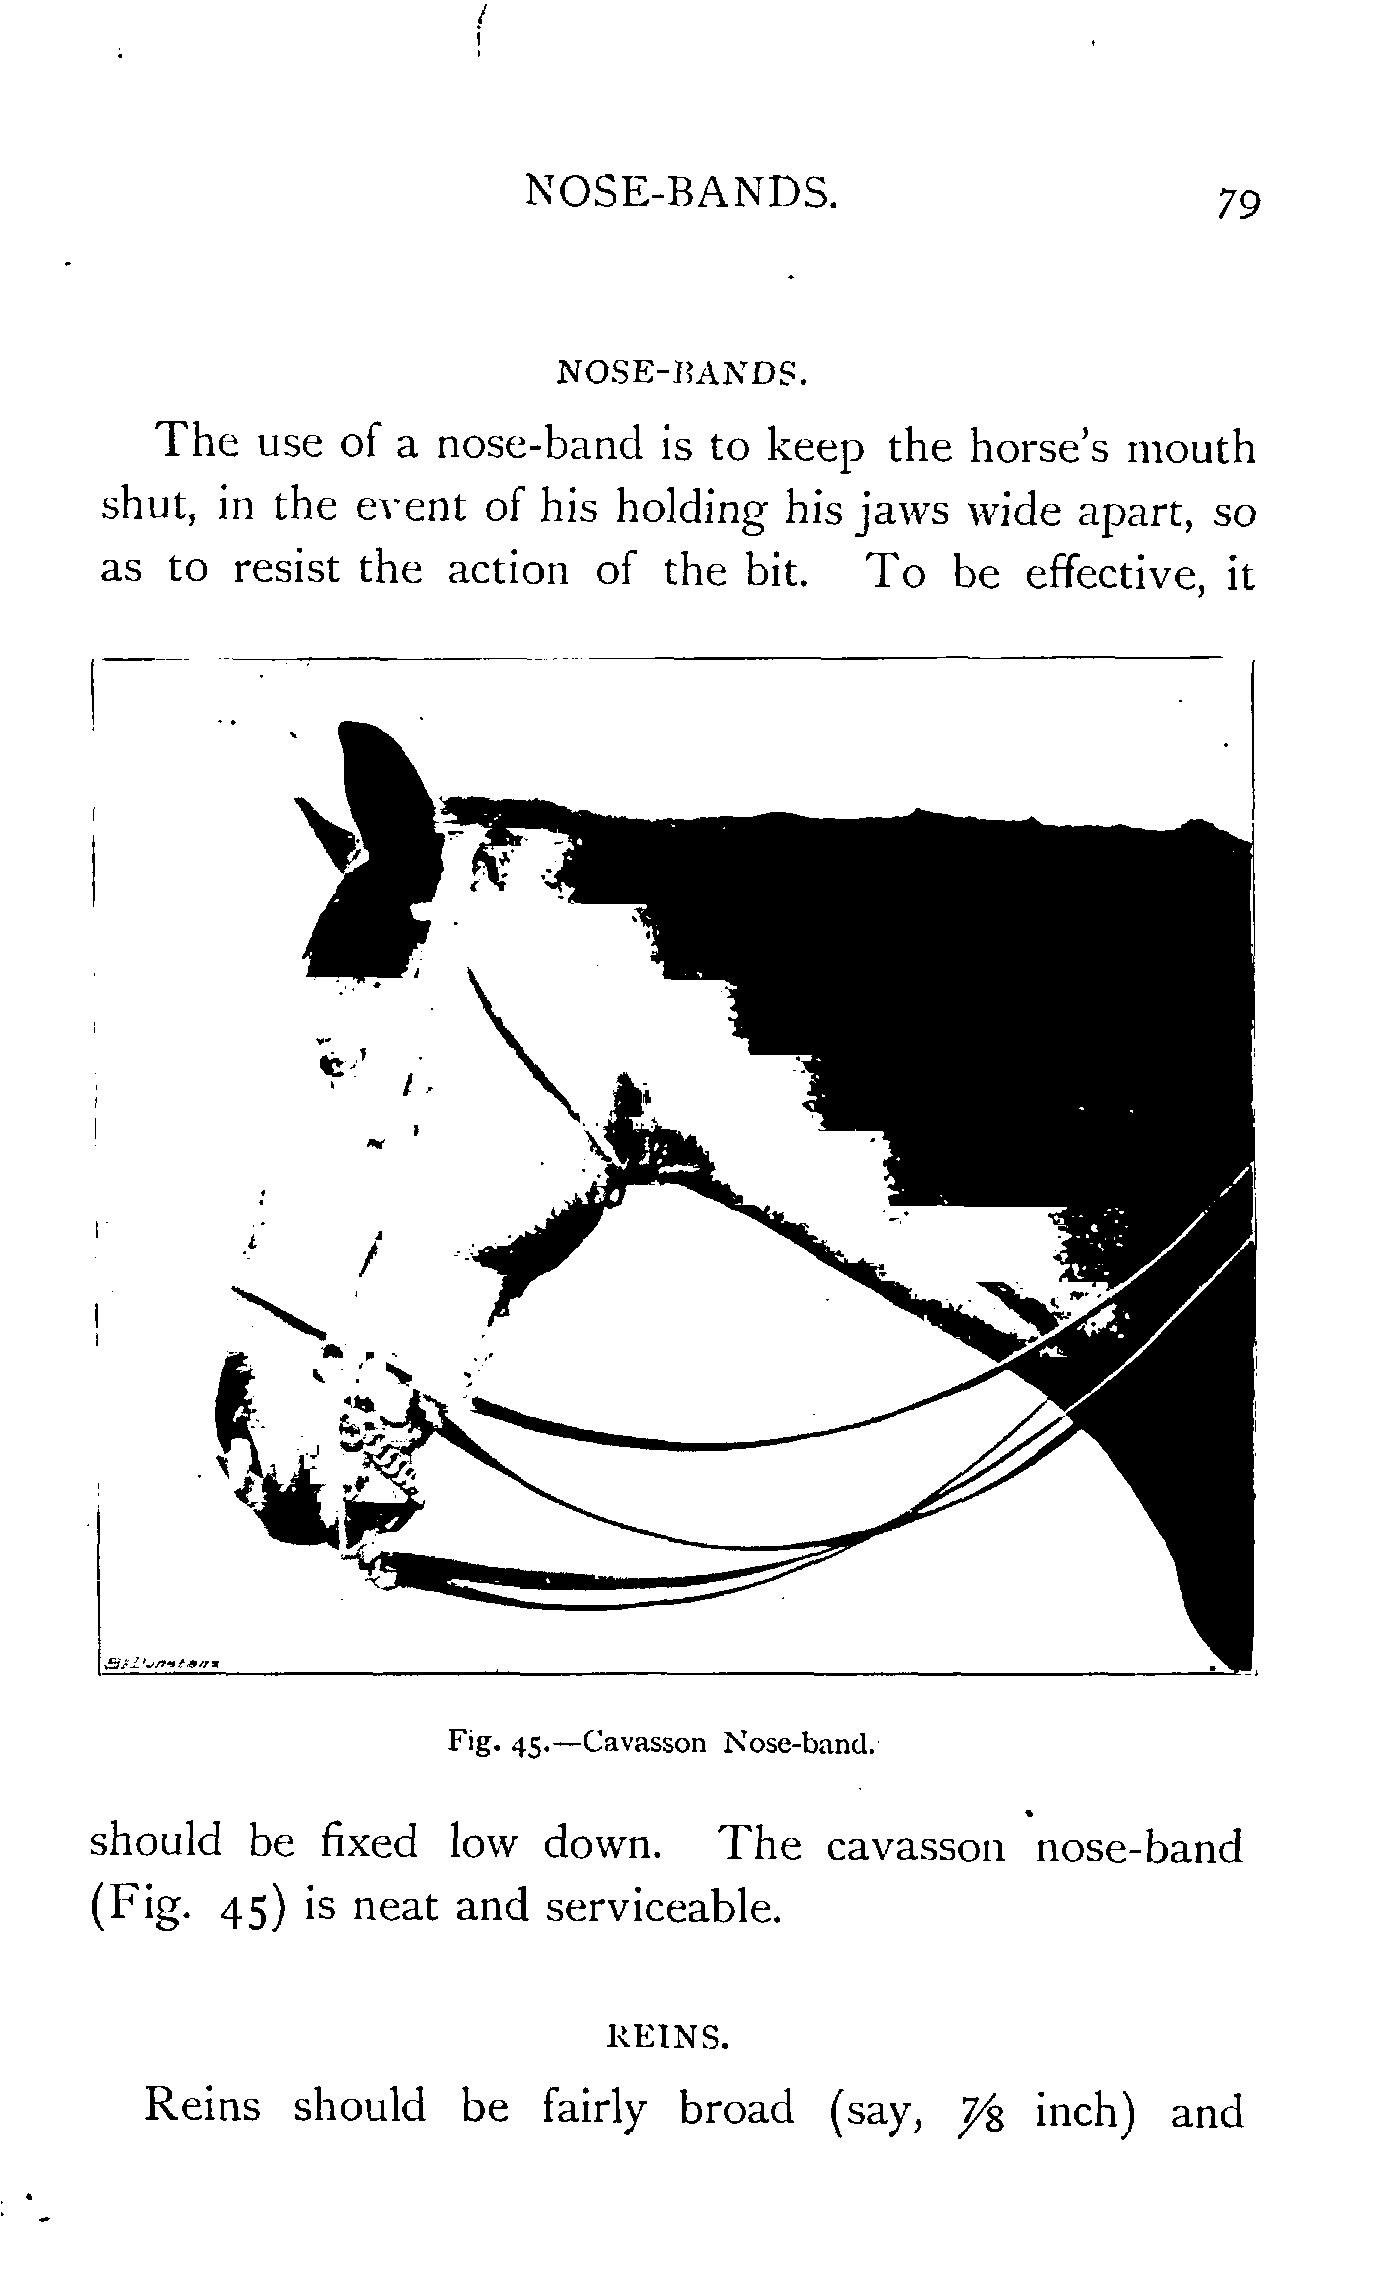 NOSE-BANDS. 79
NOSE-BANDS.
The use of a nose-band is to keep the horse's mouth
shut, in the event of his holding his jaws wide apart, so
as to resist the action of the bit. To be effective, it
Fig. 45.—Cavasson Nose-band.
should be fixed low down. The cavasson nose-band
(Fig. 45) is neat and serviceable.
REINS.
Reins should be fairly broad (say, 7/8 inch) and